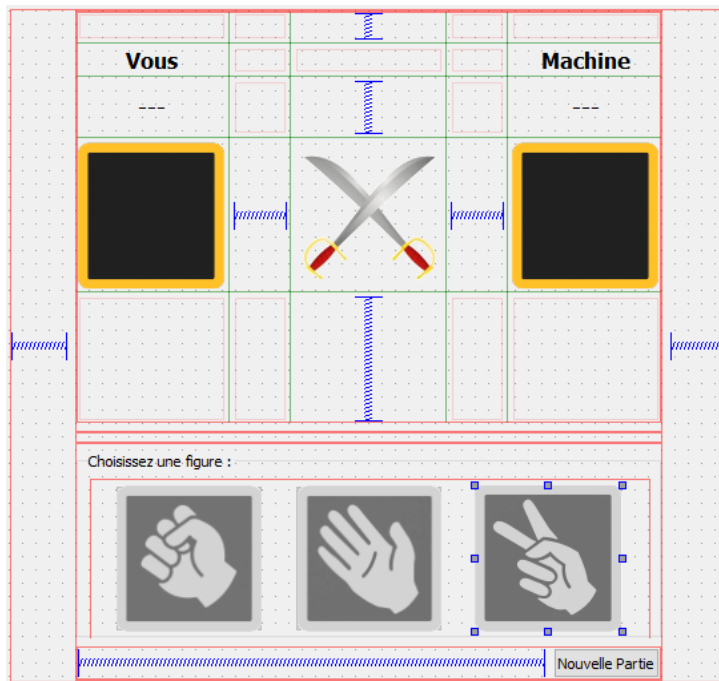 Vous
Machine
---
---
Choisissez une figure :
Nouvelle Partie